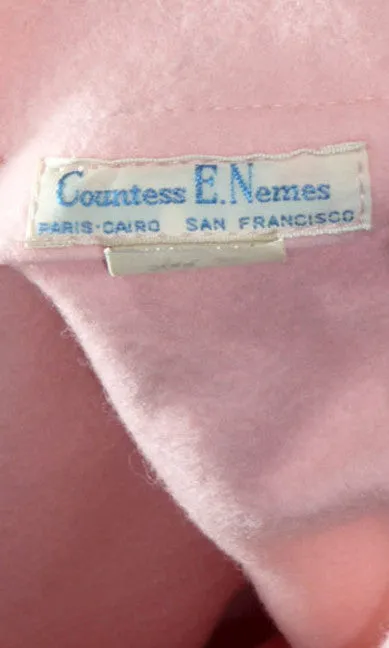 Countess E. Nemes
PARIS·CAIRO SAN FRANCISCO